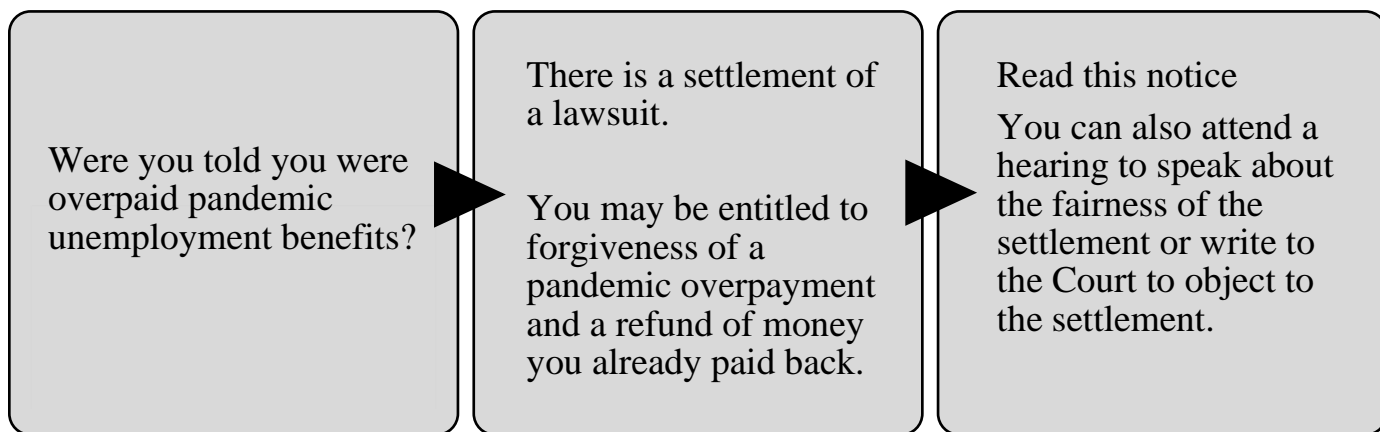 Were you told you were
overpaid pandemic
unemployment benefits?
There is a settlement of
a lawsuit.
You may be entitled to
forgiveness of a
pandemic overpayment
and a refund of money
you already paid back.
Read this notice
You can also attend a
hearing to speak about
the fairness of the
settlement or write to
the Court to object to
the settlement.